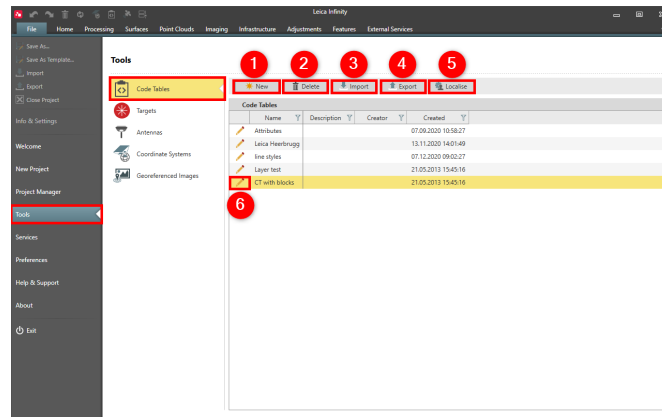 Leica Infinity
File Home Processing Surfaces Point Clouds Imaging Infrastructure Adjustments Features External Services
Save As...
Save As Template...
Import
Export
Close Project
Info & Settings
Welcome
New Project
Project Manager
Tools
Services
Preferences
Help & Support
About
Exit
Tools
Code Tables
Targets
Antennas
Coordinate Systems
Georeferenced Images
1 2 3 4 5
New Delete Import Export Localise
Code Tables
Name Description Creator Created
Attributes 07.09.2020 10:58:27
Leica Heerbrugg 13.11.2020 14:01:49
line styles 07.12.2020 09:02:27
Layer test 21.05.2013 15:45:16
CT with blocks 21.05.2013 15:45:16
6